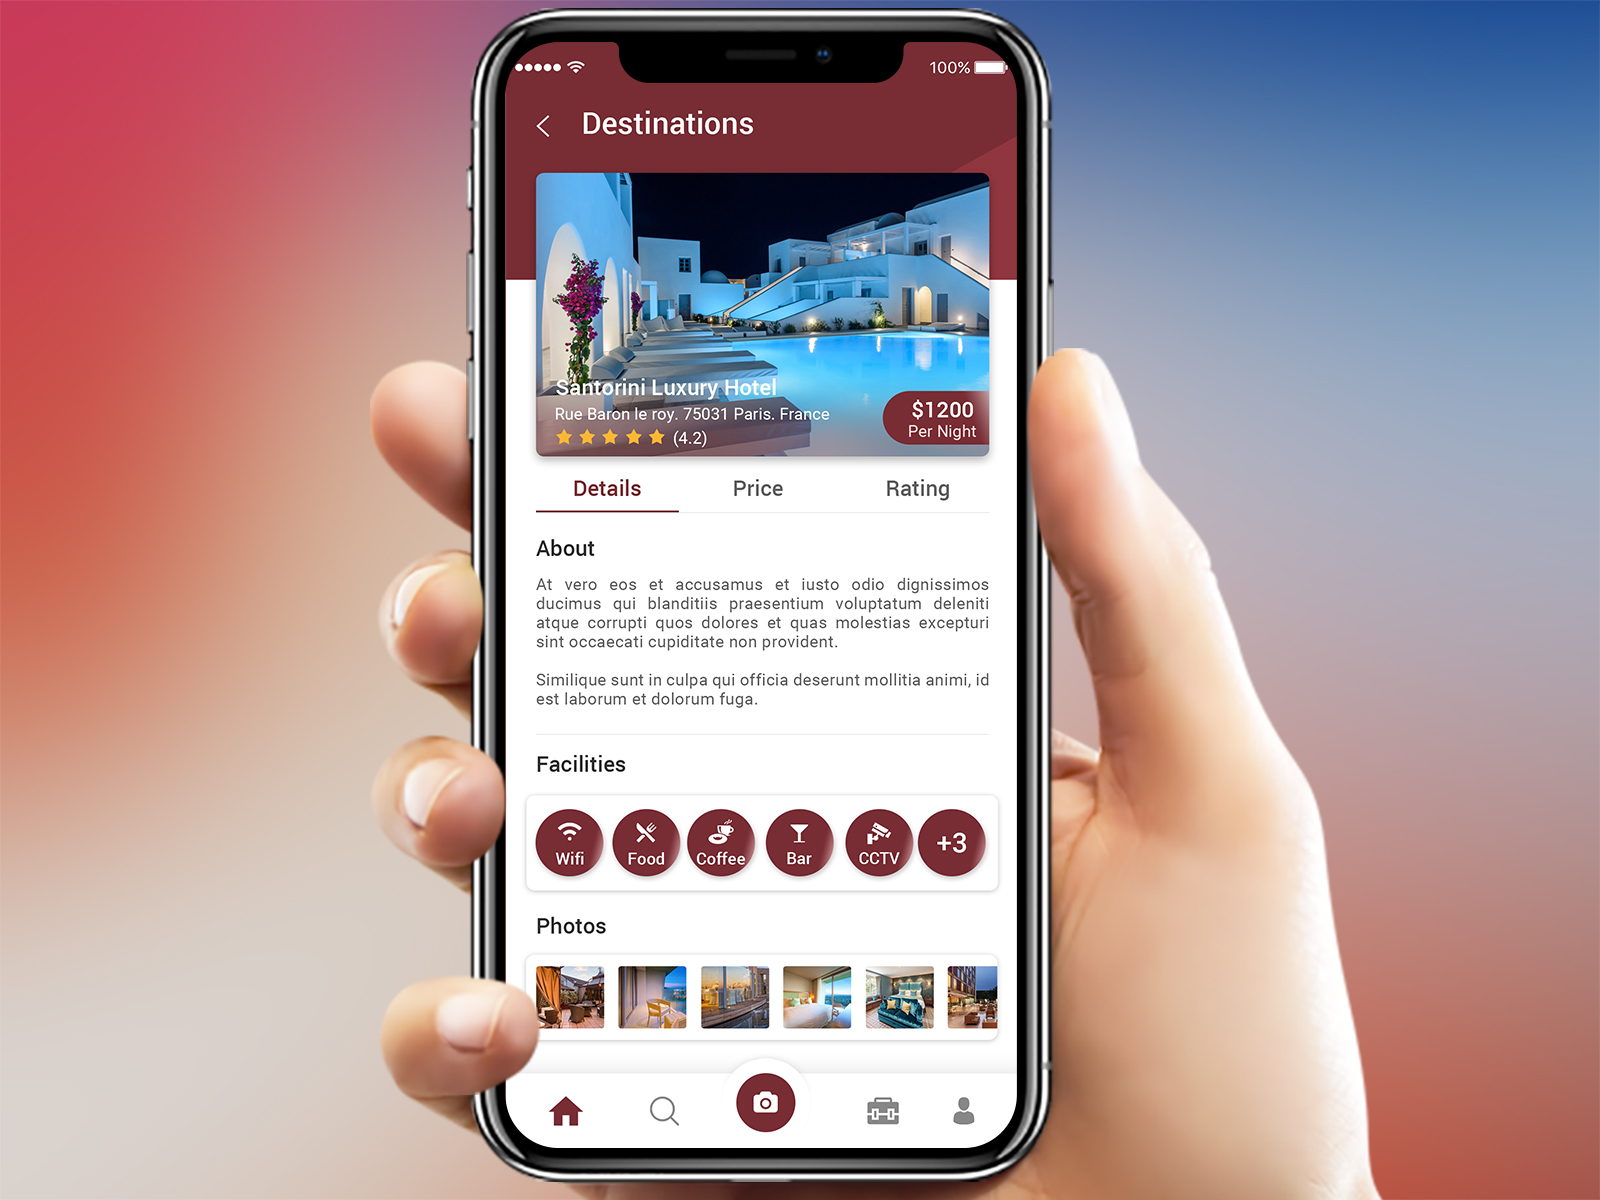 100%
Destinations
Santorini Luxury Hotel
Rue Baron le roy. 75031 Paris. France
(4.2)
$1200
Per Night
Details
Price
Rating
About
At vero eos et accusamus et iusto odio dignissimos
ducimus qui blanditiis praesentium voluptatum deleniti
atque corrupti quos dolores et quas molestias excepturi
sint occaecati cupiditate non provident.
Similique sunt in culpa qui officia deserunt mollitia animi, id
est laborum et dolorum fuga.
Facilities
Wifi
Food
Coffee
Bar
CCTV
+3
Photos